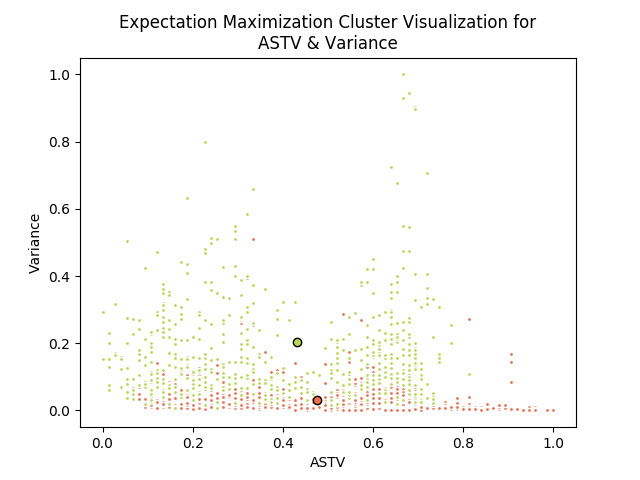 Expectation Maximization Cluster Visualization for
ASTV & Variance
1.0
0.8
0.6
0.4
0.2
0.0
Variance
0.0 0.2 0.4 0.6 0.8 1.0
ASTV